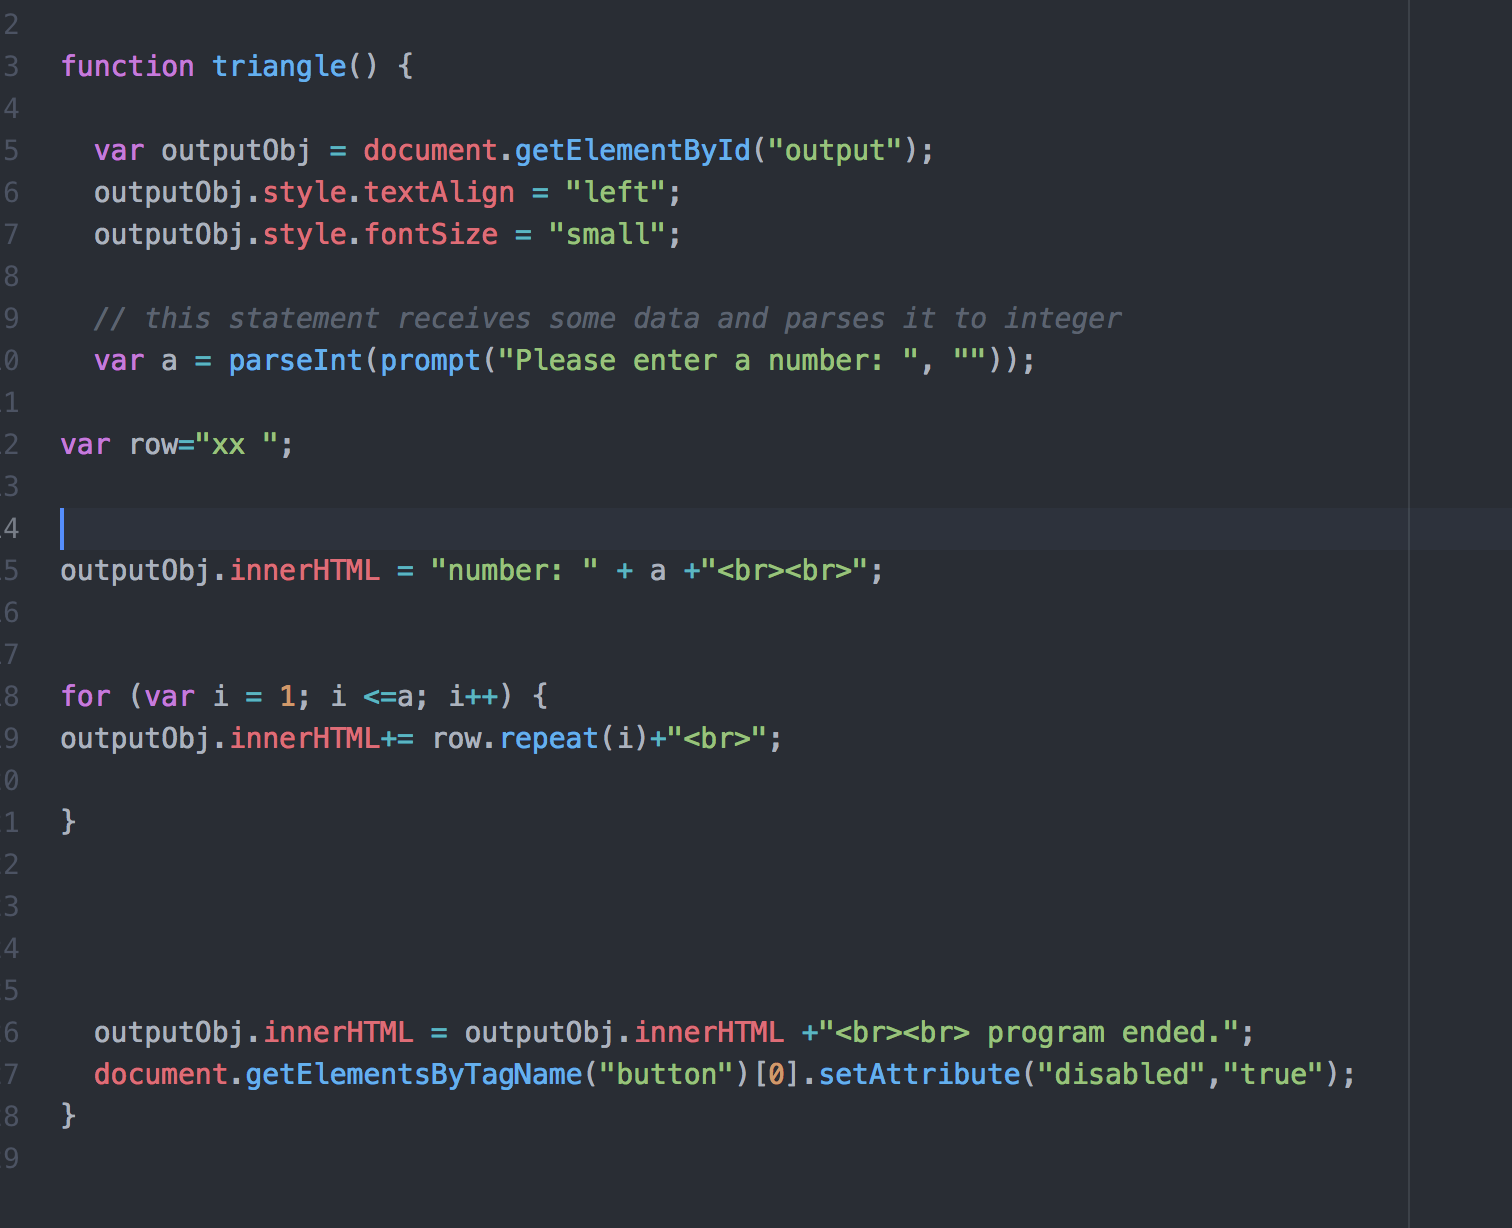 2
3 function triangle() {
4
5 var outputObj = document.getElementById("output");
6 outputObj.style.textAlign = "left";
7 outputObj.style.fontSize = "small";
8
9 // this statement receives some data and parses it to integer
0 var a = parseInt(prompt("Please enter a number: ", ""));
1
2 var row="xx ";
3
4
5 outputObj.innerHTML = "number: " + a +"<br><br>";
6
7
8 for (var i = 1; i <=a; i++) {
9 outputObj.innerHTML+= row.repeat(i)+"<br>";
0
1 }
2
3
4
5
6 outputObj.innerHTML = outputObj.innerHTML +"<br><br> program ended.";
7 document.getElementsByTagName("button")[0].setAttribute("disabled","true");
8 }
9